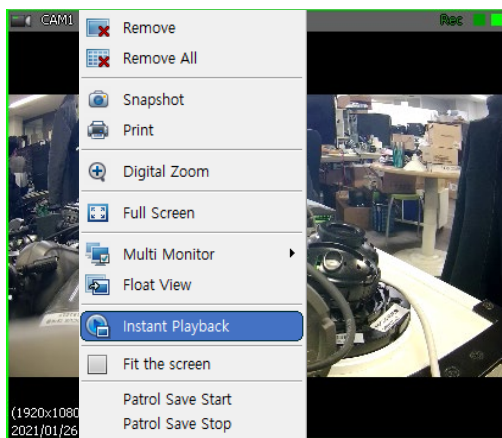 CAM1
Rec
Remove
Remove All
Snapshot
Print
Digital Zoom
Full Screen
Multi Monitor
Float View
Instant Playback
Fit the screen
Patrol Save Start
Patrol Save Stop
(1920x1080
2021/01/26